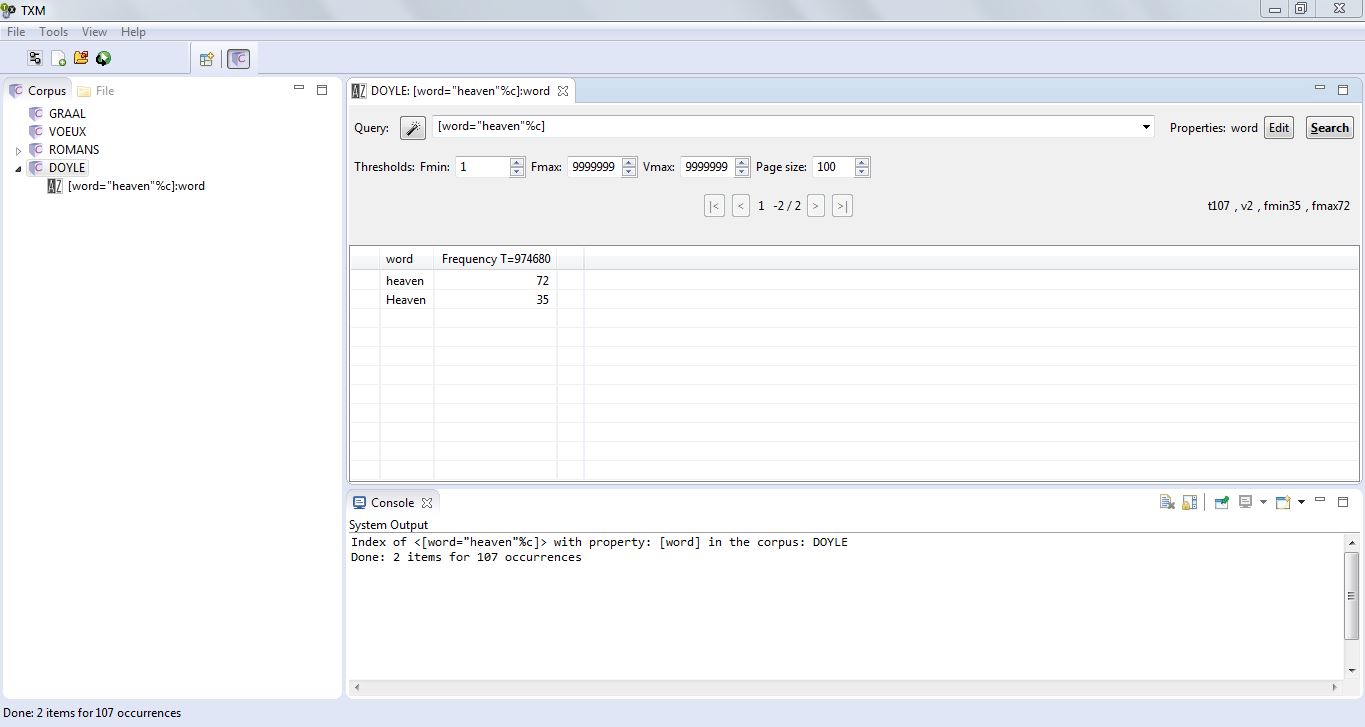 TXM
File Tools View Help
Corpus File
GRAAL
VOEUX
ROMANS
DOYLE
AZ [word="heaven"%c]:word
AZ DOYLE: [word="heaven"%c]:word
Query: [word="heaven"%c] Properties: word Edit Search
Thresholds: Fmin: 1 Fmax: 9999999 Vmax: 9999999 Page size: 100
|< < 1 -2 / 2 > >| t107 , v2 , fmin35 , fmax72
word Frequency T=974680
heaven 72
Heaven 35
Console
System Output
Index of <[word="heaven"%c]> with property: [word] in the corpus: DOYLE
Done: 2 items for 107 occurrences
Done: 2 items for 107 occurrences